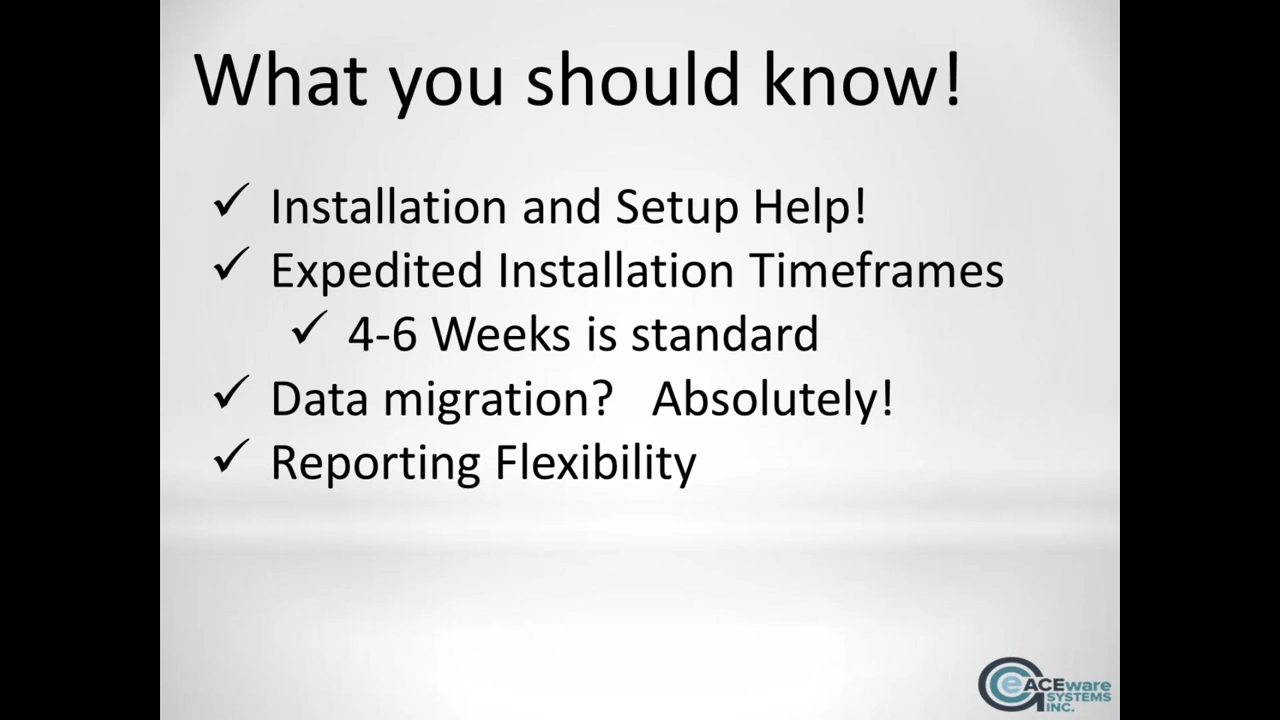 What you should know!
✓ Installation and Setup Help!
✓ Expedited Installation Timeframes
✓ 4-6 Weeks is standard
✓ Data migration? Absolutely!
✓ Reporting Flexibility
ACEware
SYSTEMS
INC.